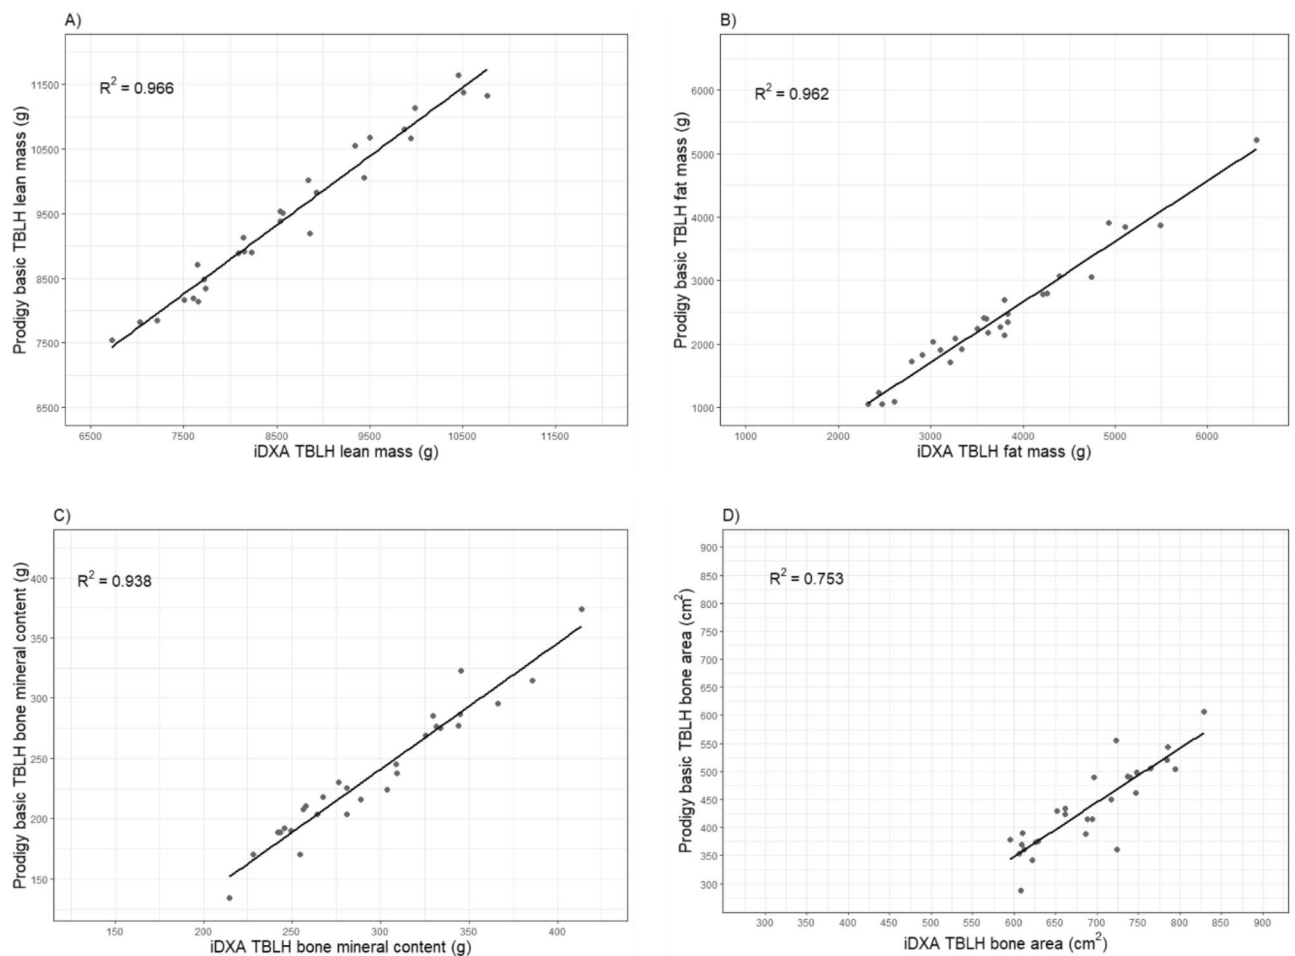 A)
R² = 0.966
Prodigy basic TBLH lean mass (g)
11500
10500
9500
8500
7500
6500
6500 7500 8500 9500 10500 11500
iDXA TBLH lean mass (g)
B)
R² = 0.962
Prodigy basic TBLH fat mass (g)
6000
5000
4000
3000
2000
1000
1000 2000 3000 4000 5000 6000
iDXA TBLH fat mass (g)
C)
R² = 0.938
Prodigy basic TBLH bone mineral content (g)
400
350
300
250
200
150
150 200 250 300 350 400
iDXA TBLH bone mineral content (g)
D)
R² = 0.753
Prodigy basic TBLH bone area (cm²)
900
850
800
750
700
650
600
550
500
450
400
350
300
300 350 400 450 500 550 600 650 700 750 800 850 900
iDXA TBLH bone area (cm²)